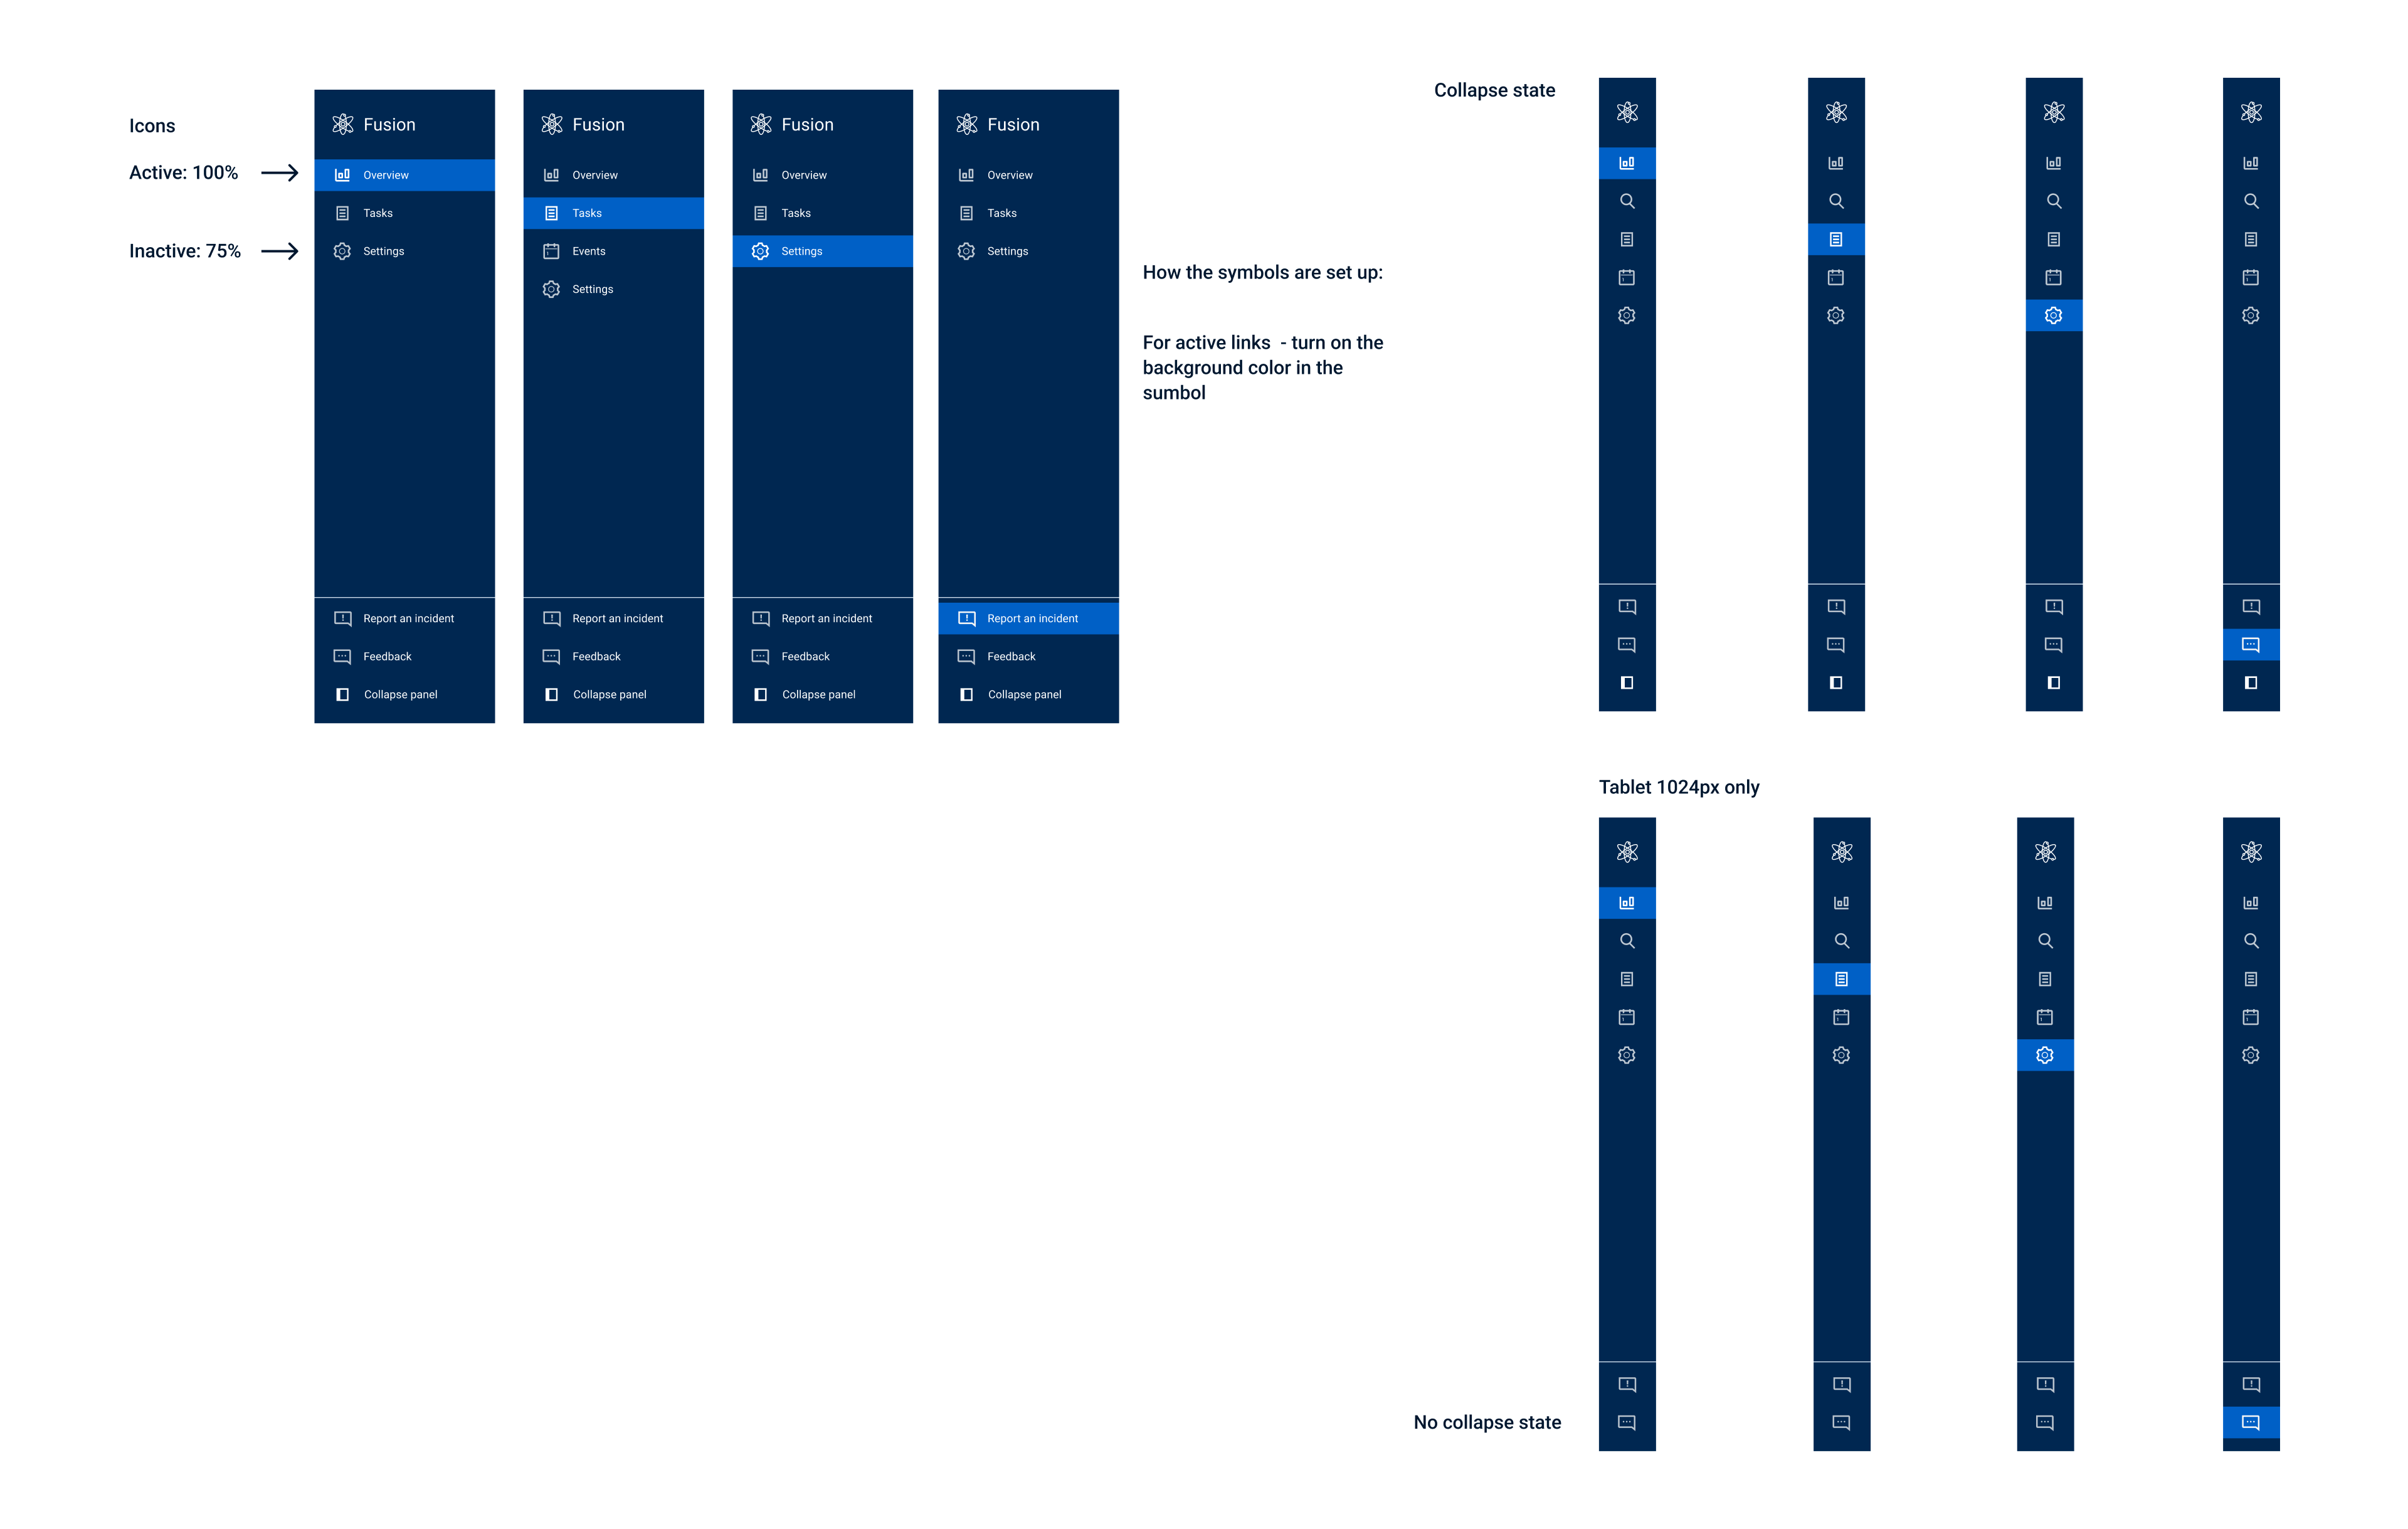 Icons
Active: 100%
Inactive: 75%
Fusion
Overview
Tasks
Settings
Report an incident
Feedback
Collapse panel
Fusion
Overview
Tasks
Events
Settings
Report an incident
Feedback
Collapse panel
Fusion
Overview
Tasks
Settings
Report an incident
Feedback
Collapse panel
Fusion
Overview
Tasks
Settings
Report an incident
Feedback
Collapse panel
How the symbols are set up:
For active links - turn on the
background color in the
sumbol
Collapse state
Tablet 1024px only
No collapse state